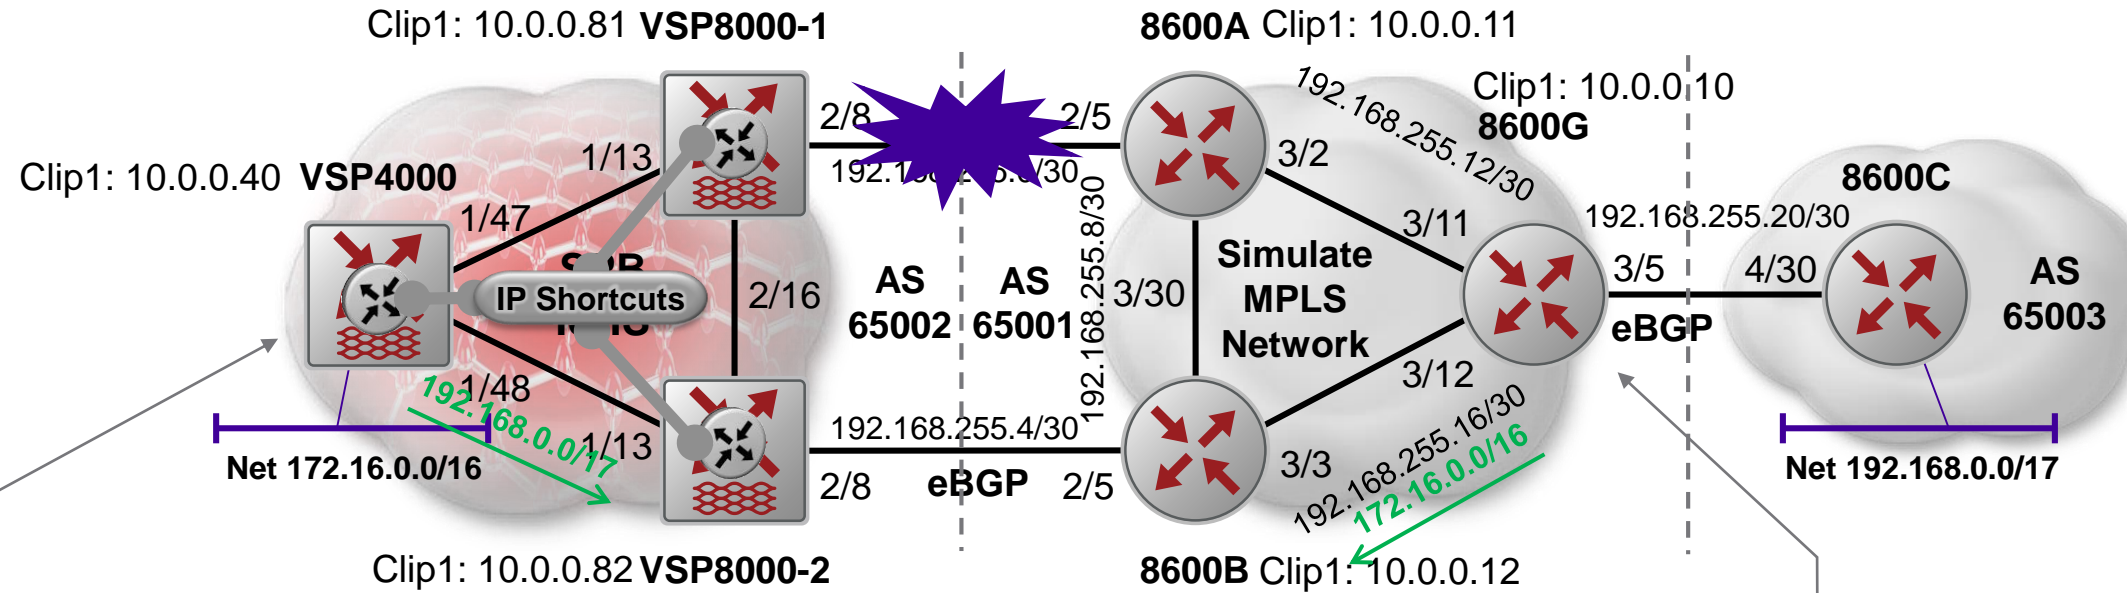 Clip1: 10.0.0.81 VSP8000-1
8600A Clip1: 10.0.0.11
Clip1: 10.0.0.10
8600G
192.168.255.12/30
2/8
2/5
1/13
3/2
Clip1: 10.0.0.40 VSP4000
8600C
1/47
3/11
192.168.255.20/30
192.168.255.8/30
Simulate
MPLS
Network
AS
65002
AS
65001
IP Shortcuts
2/16
3/30
3/5
4/30
AS
65003
eBGP
1/48
3/12
192.168.0.0/17
192.168.255.4/30
192.168.255.16/30
172.16.0.0/16
1/13
Net 172.16.0.0/16
3/3
Net 192.168.0.0/17
2/8
eBGP
2/5
Clip1: 10.0.0.82 VSP8000-2
8600B Clip1: 10.0.0.12